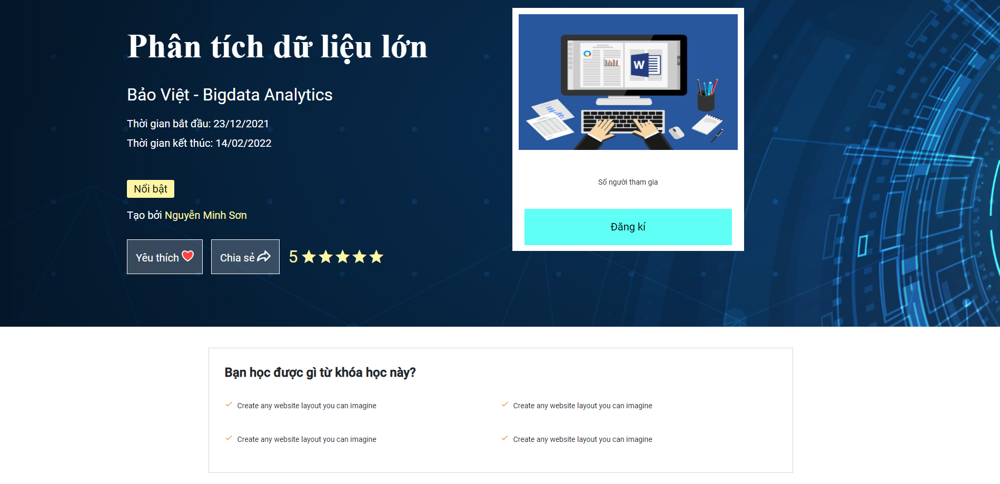 Phân tích dữ liệu lớn
Bảo Việt - Bigdata Analytics
Thời gian bắt đầu: 23/12/2021
Thời gian kết thúc: 14/02/2022
Nổi bật
Tạo bởi Nguyễn Minh Sơn
Yêu thích
Chia sẻ
5
W
Số người tham gia
Đăng kí
Bạn học được gì từ khóa học này?
Create any website layout you can imagine
Create any website layout you can imagine
Create any website layout you can imagine
Create any website layout you can imagine